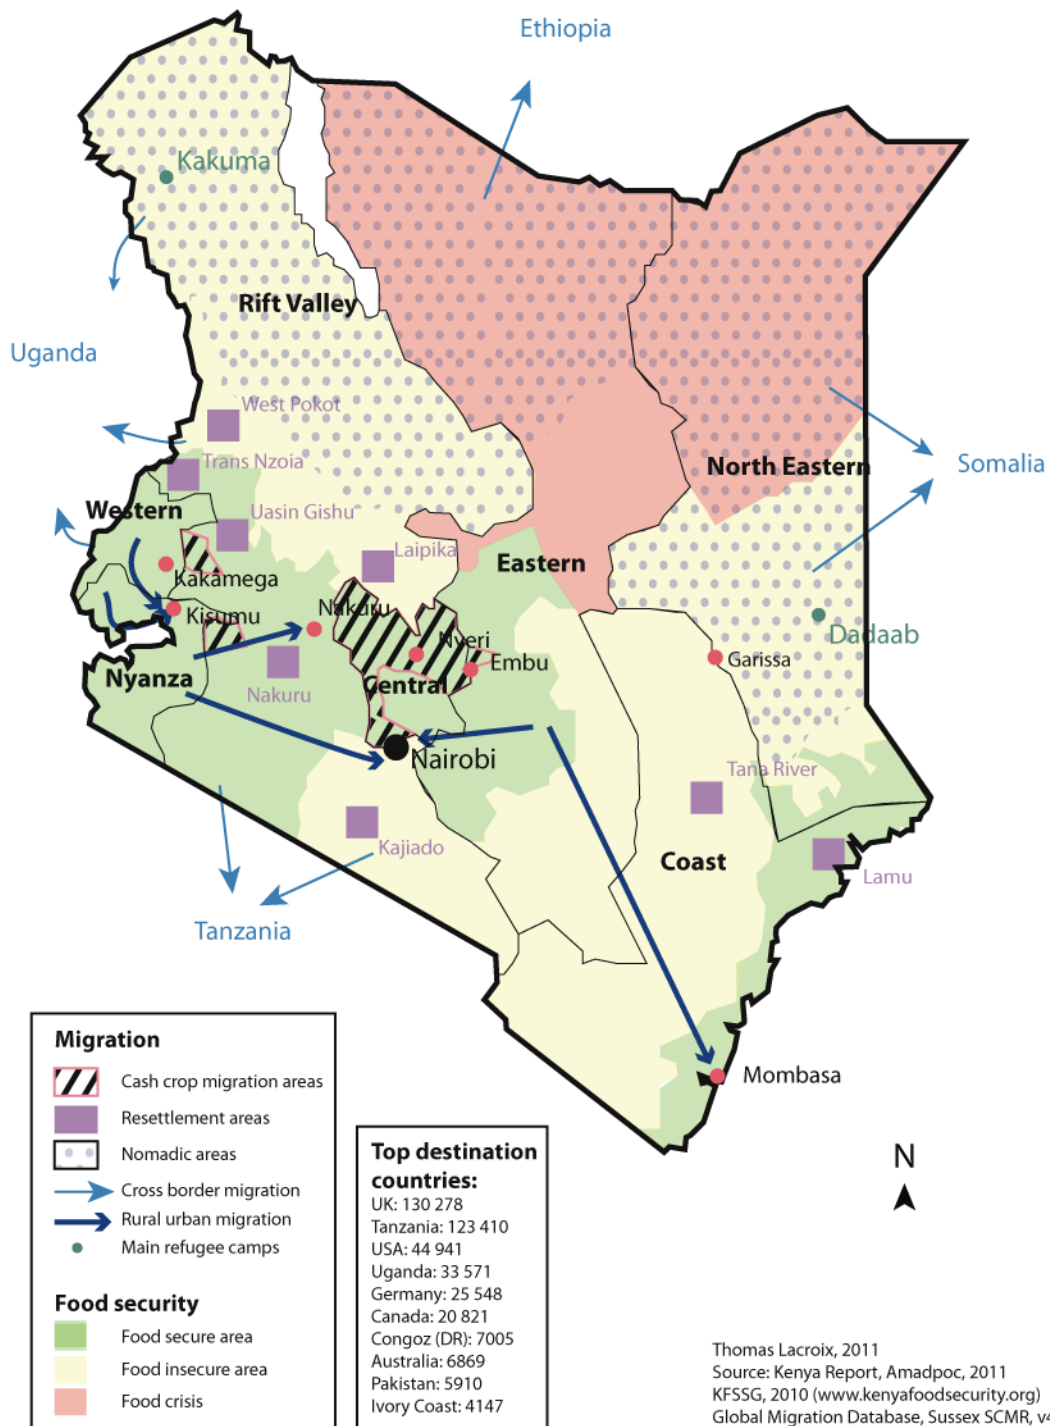 Ethiopia
Kakuma
Rift Valley
Uganda
West Pokot
Trans Nzoia
Somalia
North Eastern
Western
Uasin Gishu
Laipika
Eastern
Kakamega
Kisumu
Nakuru
Dadaab
Nyeri
Garissa
Embu
Nyanza
Central
Nakuru
Nairobi
Tana River
Kajiado
Coast
Lamu
Tanzania
Mombasa
N
Migration
Cash crop migration areas
Resettlement areas
Nomadic areas
Cross border migration
Rural urban migration
Main refugee camps
Food security
Food secure area
Food insecure area
Food crisis
Top destination
countries:
UK: 130 278
Tanzania: 123 410
USA: 44 941
Uganda: 33 571
Germany: 25 548
Canada: 20 821
Congoz (DR): 7005
Australia: 6869
Pakistan: 5910
Ivory Coast: 4147
Thomas Lacroix, 2011
Source: Kenya Report, Amadpoc, 2011
KFSSG, 2010 (www.kenyafoodsecurity.org)
Global Migration Database, Sussex SCMR,